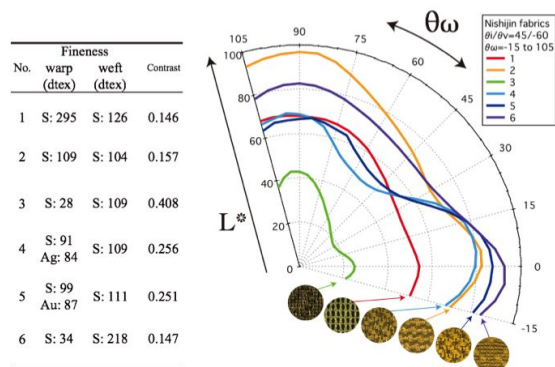 Fineness
No. warp (dtex) weft (dtex) Contrast
1 S: 295 S: 126 0.146
2 S: 109 S: 104 0.157
3 S: 28 S: 109 0.408
4 S: 91 Ag: 84 S: 109 0.256
5 S: 99 Au: 87 S: 111 0.251
6 S: 34 S: 218 0.147
θω
Nishijin fabrics
θi/θv=45/-60
θω=-15 to 105
1
2
3
4
5
6
105
90
75
60
45
30
15
0
-15
100
80
60
40
20
0
L*